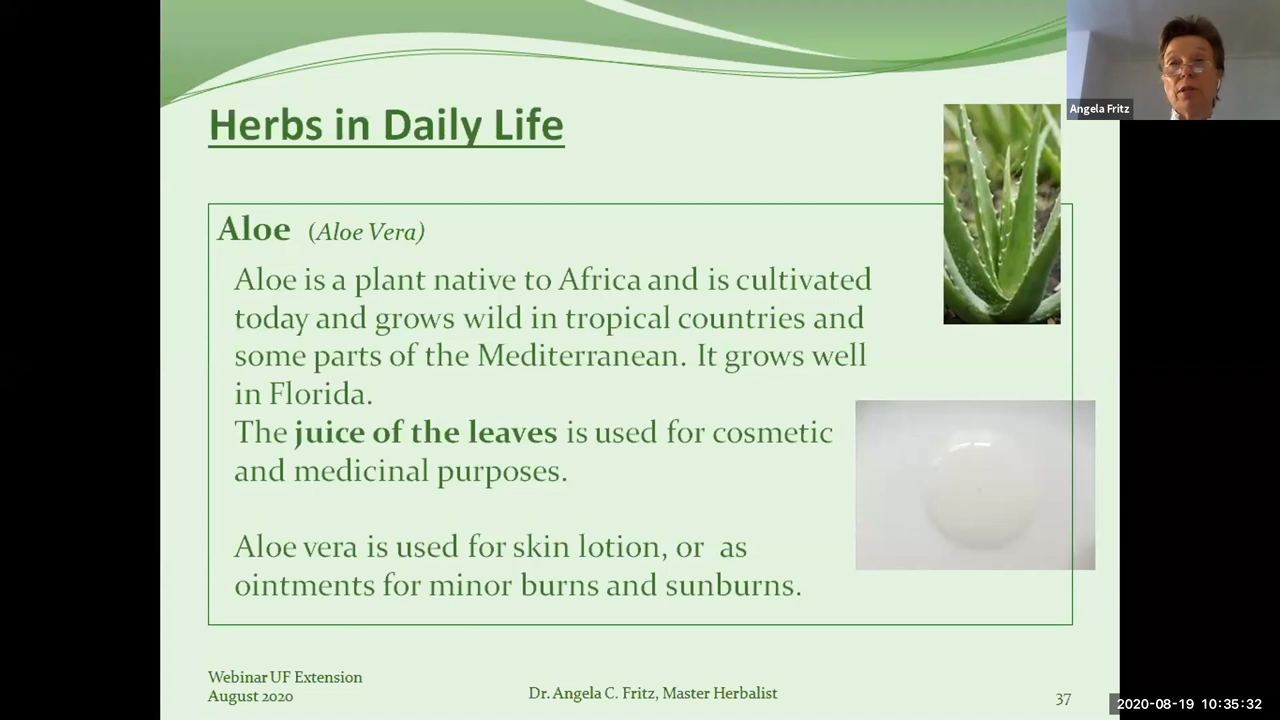 Angela Fritz
Herbs in Daily Life
Aloe (Aloe Vera)
Aloe is a plant native to Africa and is cultivated
today and grows wild in tropical countries and
some parts of the Mediterranean. It grows well
in Florida.
The juice of the leaves is used for cosmetic
and medicinal purposes.
Aloe vera is used for skin lotion, or as
ointments for minor burns and sunburns.
Webinar UF Extension
August 2020
Dr. Angela C. Fritz, Master Herbalist
37
2020-08-19 10:35:32